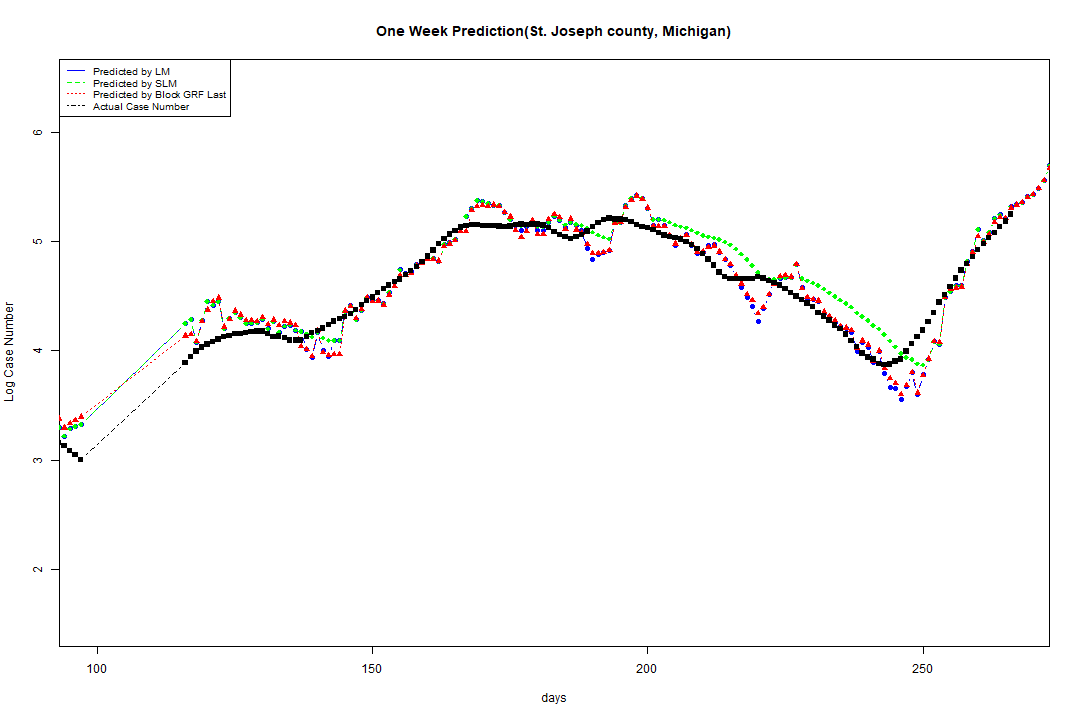 One Week Prediction(St. Joseph county, Michigan)
Predicted by LM
Predicted by SLM
Predicted by Block GRF Last
Actual Case Number
6
5
4
3
2
Log Case Number
100 150 200 250
days